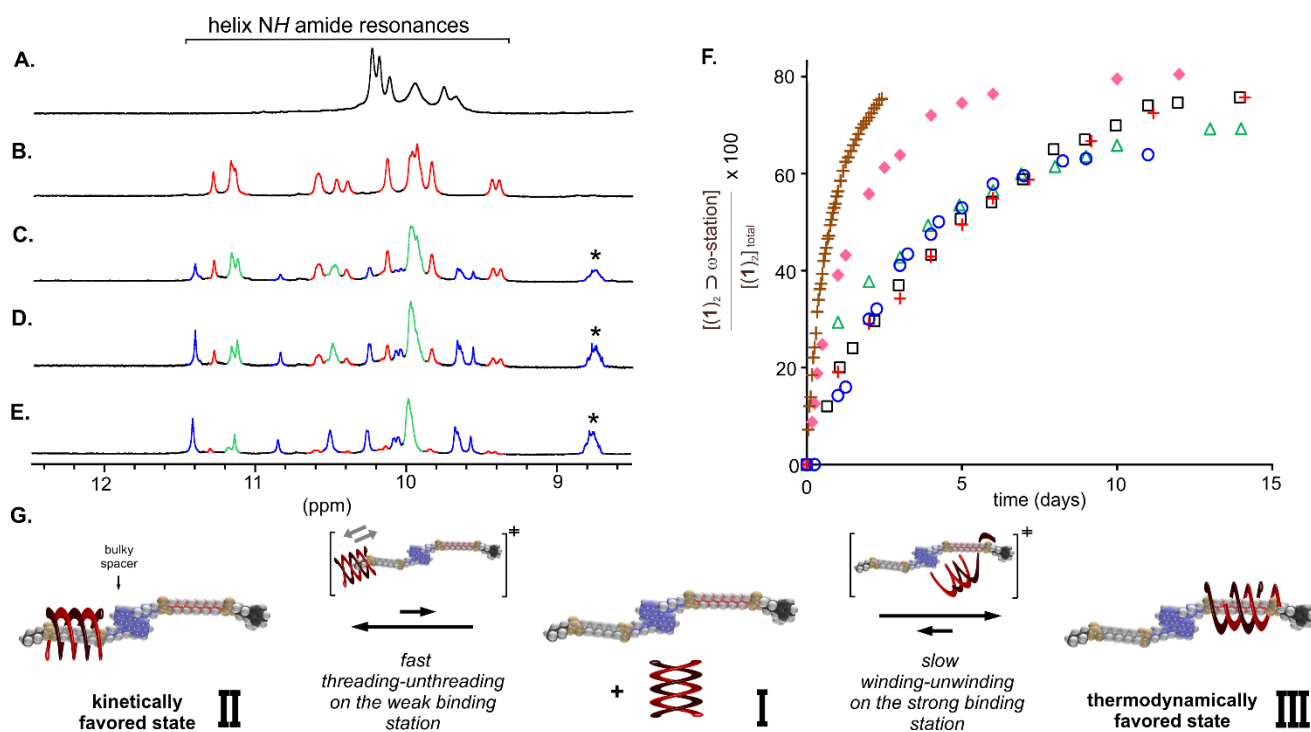 helix NH amide resonances
A.
B.
C.
*
D.
*
E.
*
12
11
10
9
(ppm)
F.
80
60
40
20
0
[(1)₂ ⊃ ω-station]
[(1)₂] total
x 100
0
5
10
15
time (days)
G.
bulky
spacer
‡
‡
fast
threading-unthreading
on the weak binding
station
+
slow
winding-unwinding
on the strong binding
station
kinetically
favored state
II
I
thermodynamically
favored state
III